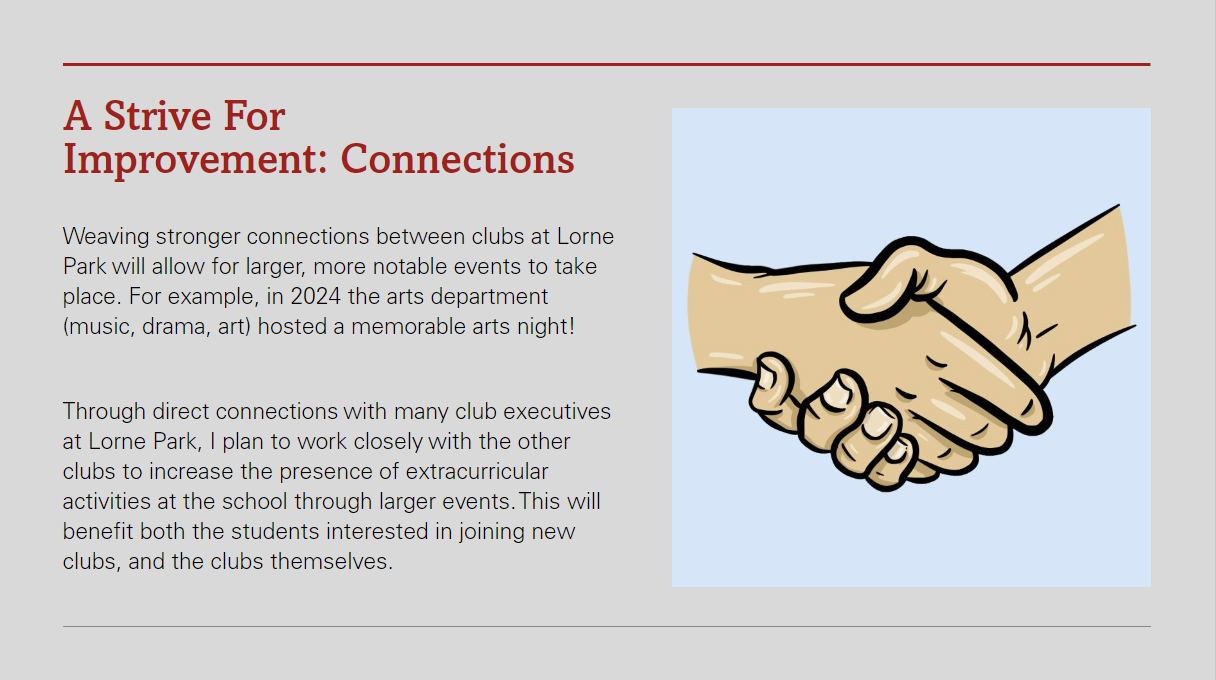 A Strive For
Improvement: Connections
Weaving stronger connections between clubs at Lorne
Park will allow for larger, more notable events to take
place. For example, in 2024 the arts department
(music, drama, art) hosted a memorable arts night!
Through direct connections with many club executives
at Lorne Park, I plan to work closely with the other
clubs to increase the presence of extracurricular
activities at the school through larger events. This will
benefit both the students interested in joining new
clubs, and the clubs themselves.